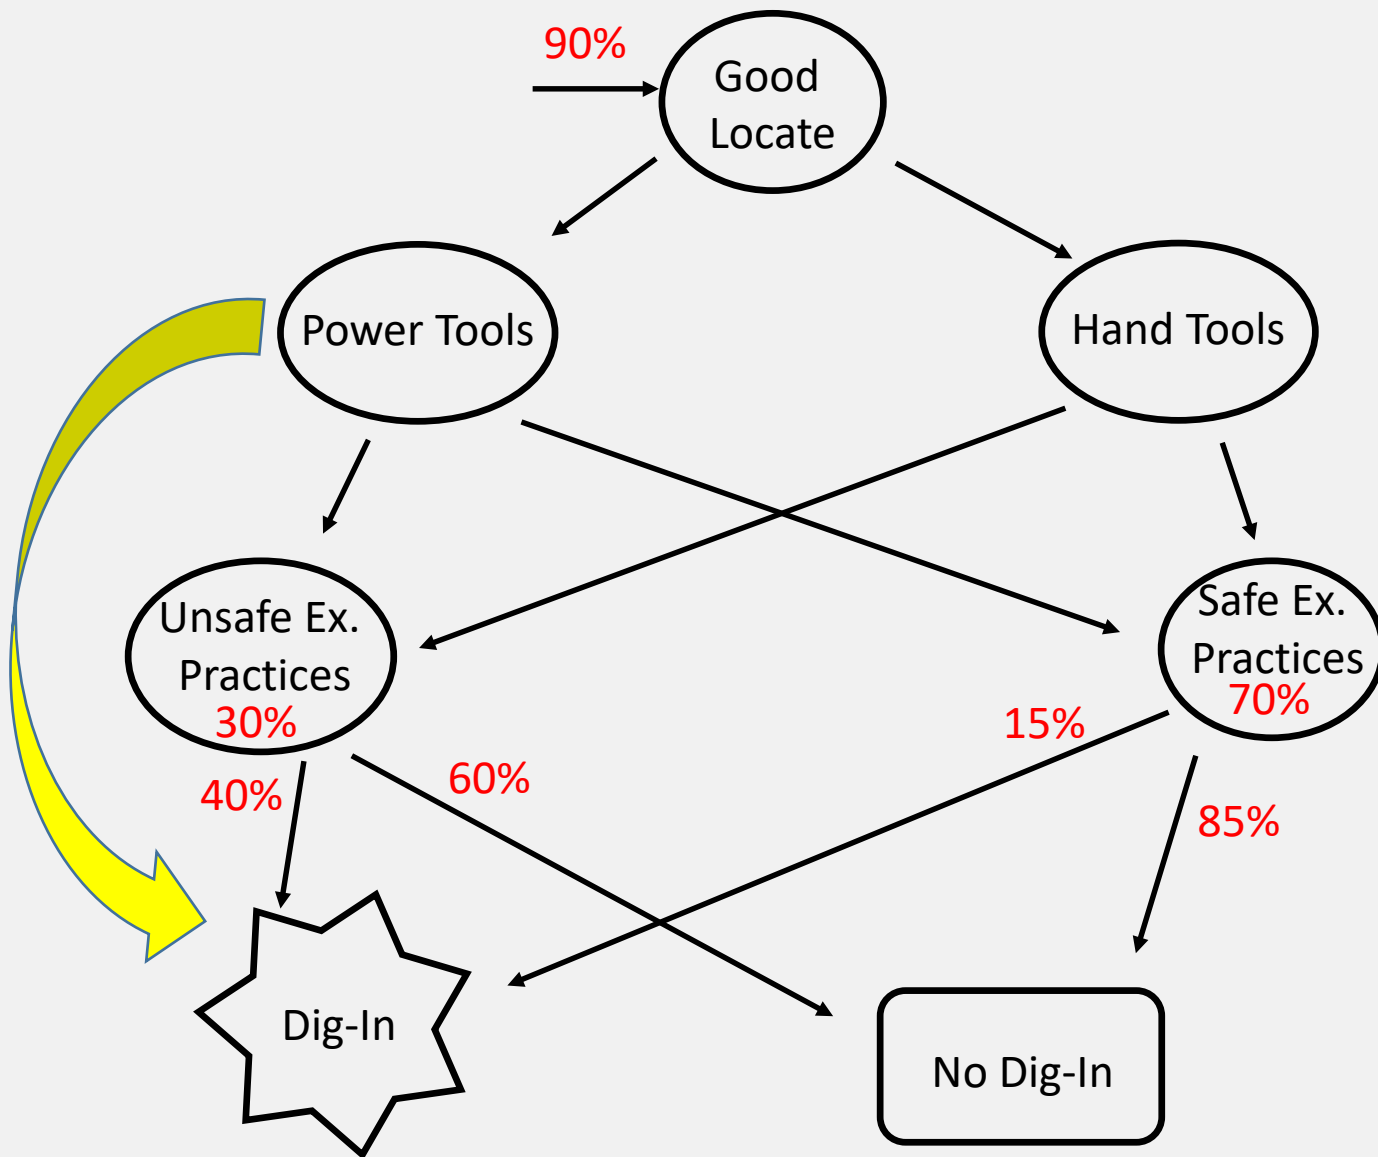 90%
Good
Locate
Power Tools
Hand Tools
Unsafe Ex.
Practices
30%
Safe Ex.
Practices
70%
40%
60%
15%
85%
Dig-In
No Dig-In